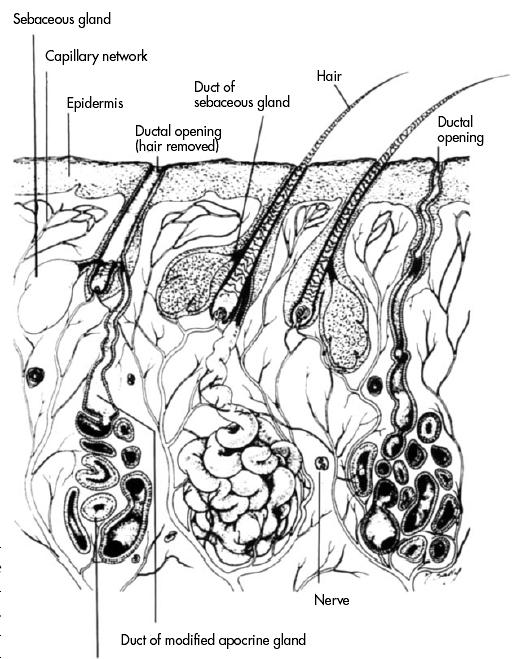 Sebaceous gland
Capillary network
Epidermis
Duct of
sebaceous gland
Hair
Ductal opening
(hair removed)
Ductal
opening
Nerve
Duct of modified apocrine gland